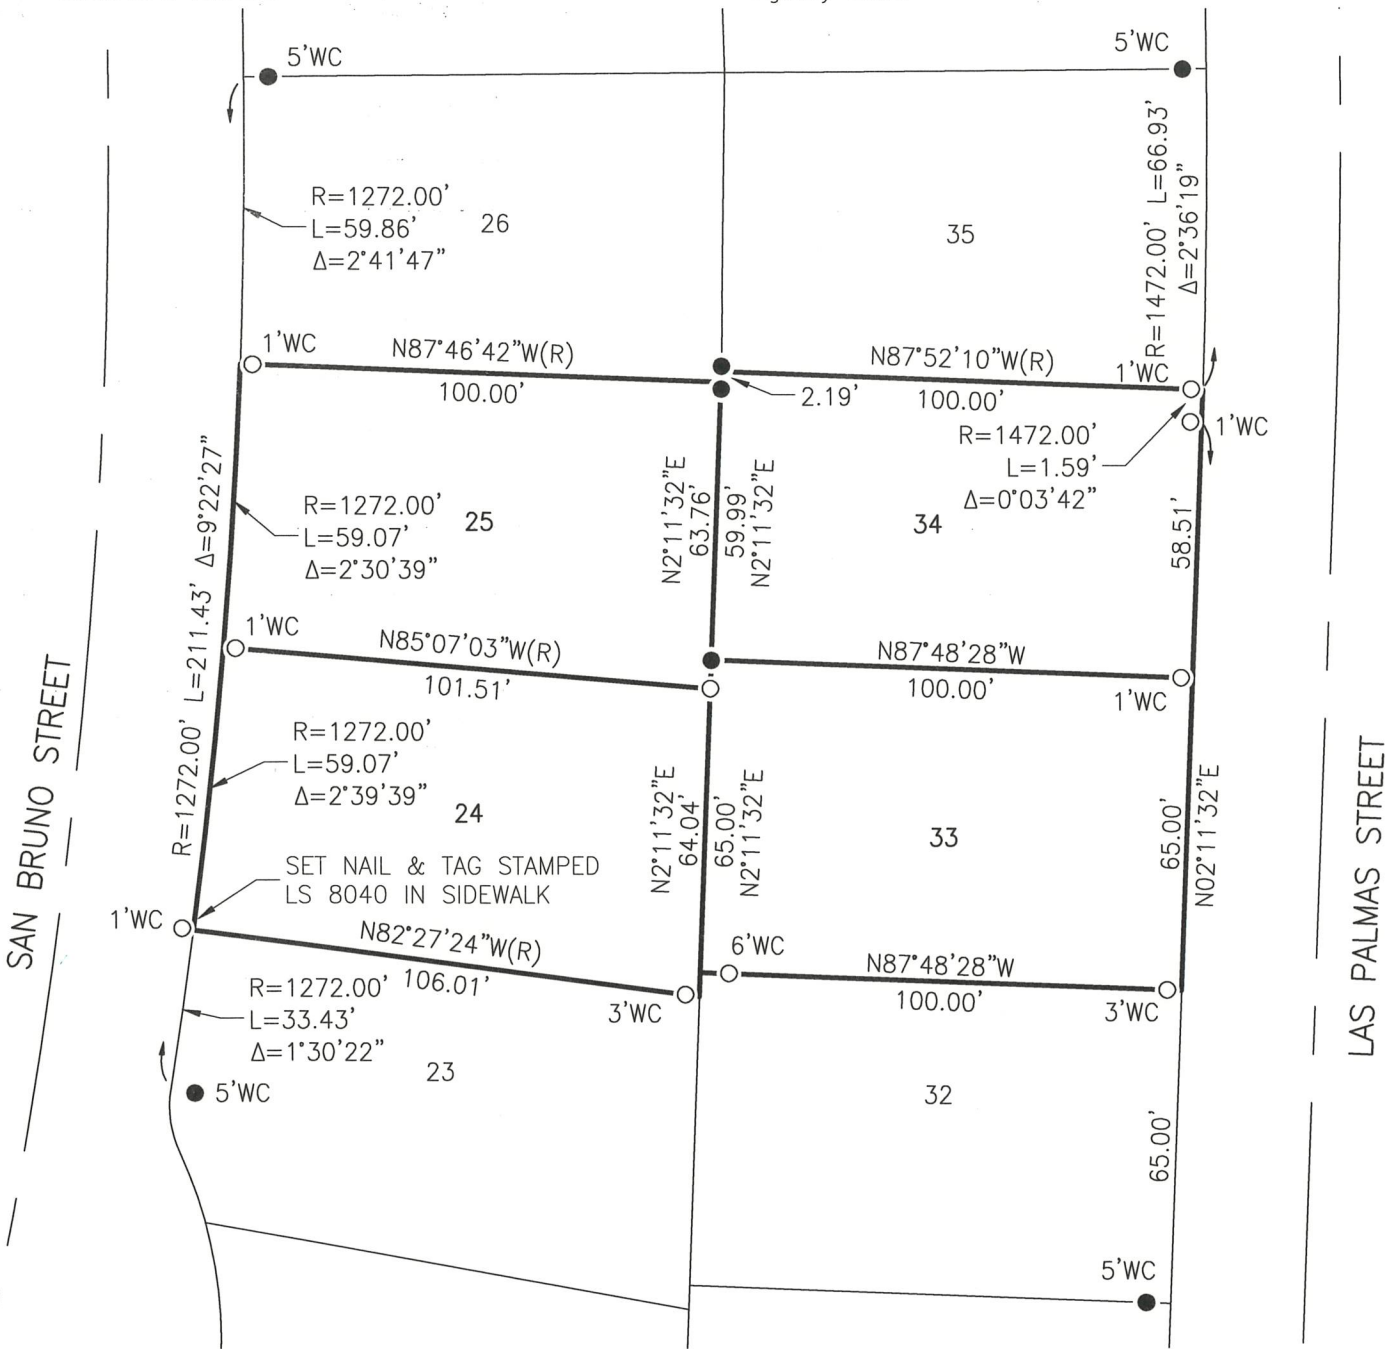 5'WC
5'WC
R=1272.00'
L=59.86'
Δ=2°41'47"
26
35
R=1472.00' L=66.93'
Δ=2°36'19"
1'WC
N87°46'42"W(R)
100.00'
N87°52'10"W(R)
100.00'
1'WC
2.19'
1'WC
R=1472.00'
L=1.59'
Δ=0°03'42"
R=1272.00' L=211.43' Δ=9°22'27"
R=1272.00'
L=59.07'
Δ=2°30'39"
25
N2°11'32"E
63.76'
59.99'
N2°11'32"E
34
58.51'
1'WC
N85°07'03"W(R)
101.51'
N87°48'28"W
100.00'
1'WC
R=1272.00'
L=59.07'
Δ=2°39'39"
24
N2°11'32"E
64.04'
65.00'
N2°11'32"E
33
65.00'
N02°11'32"E
SAN BRUNO STREET
LAS PALMAS STREET
SET NAIL & TAG STAMPED
LS 8040 IN SIDEWALK
1'WC
N82°27'24"W(R)
106.01'
3'WC
6'WC
N87°48'28"W
100.00'
3'WC
R=1272.00'
L=33.43'
Δ=1°30'22"
23
5'WC
32
65.00'
5'WC